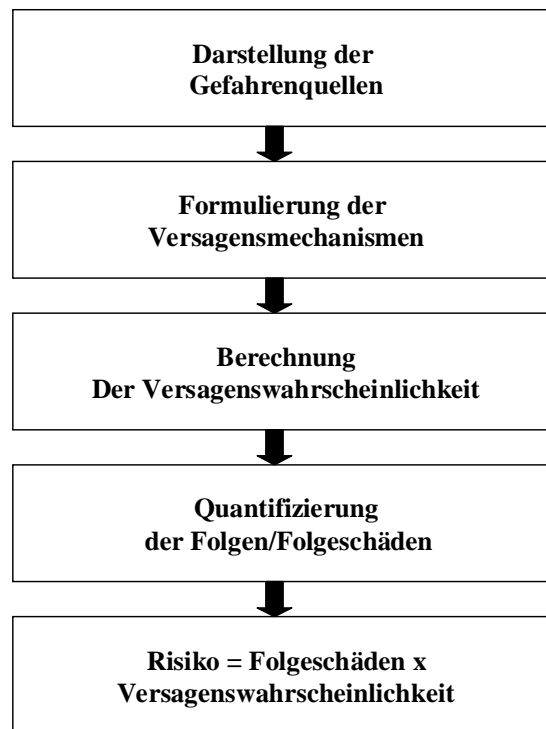 Darstellung der
Gefahrenquellen
Formulierung der
Versagensmechanismen
Berechnung
Der Versagenswahrscheinlichkeit
Quantifizierung
der Folgen/Folgeschäden
Risiko = Folgeschäden x
Versagenswahrscheinlichkeit